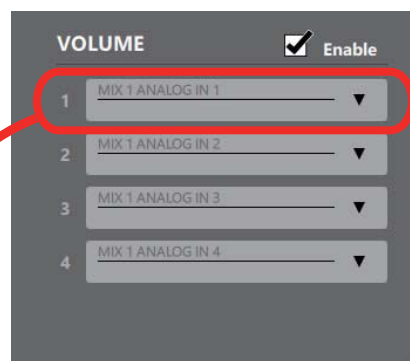 VOLUME Enable
1 MIX 1 ANALOG IN 1
2 MIX 1 ANALOG IN 2
3 MIX 1 ANALOG IN 3
4 MIX 1 ANALOG IN 4